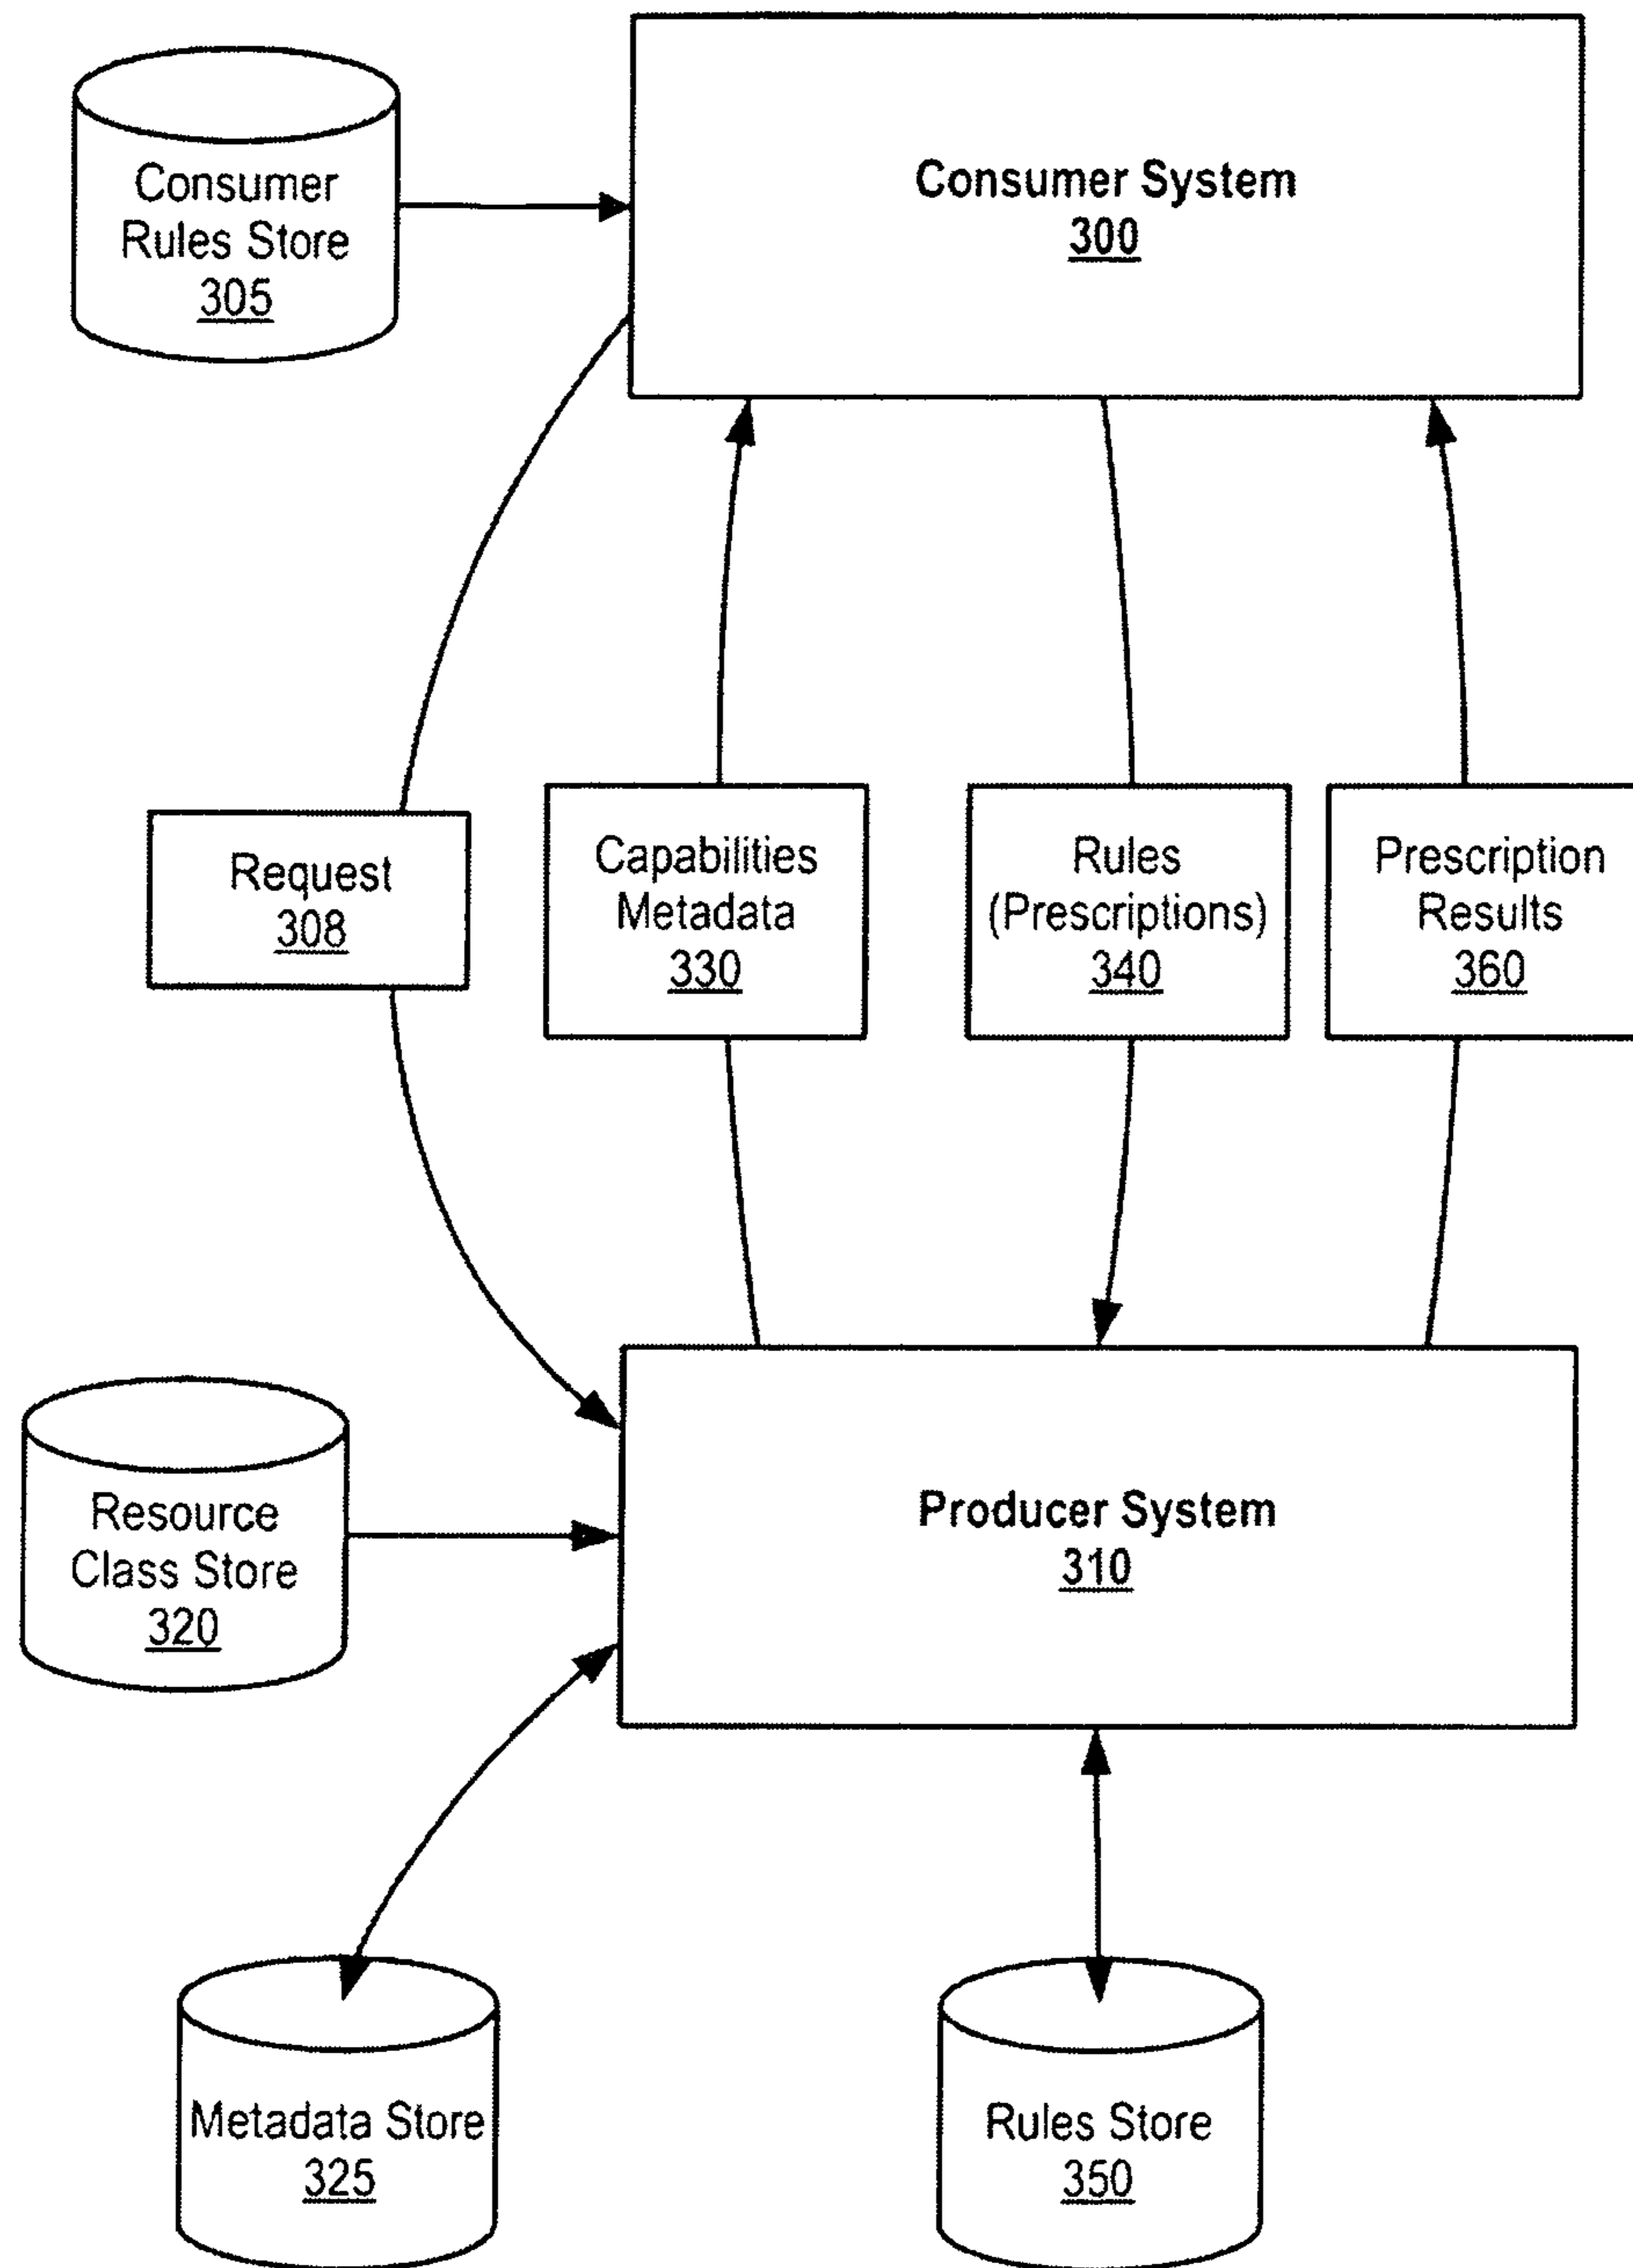 Consumer
Rules Store
305
Consumer System
300
Request
308
Capabilities
Metadata
330
Rules
(Prescriptions)
340
Prescription
Results
360
Resource
Class Store
320
Producer System
310
Metadata Store
325
Rules Store
350